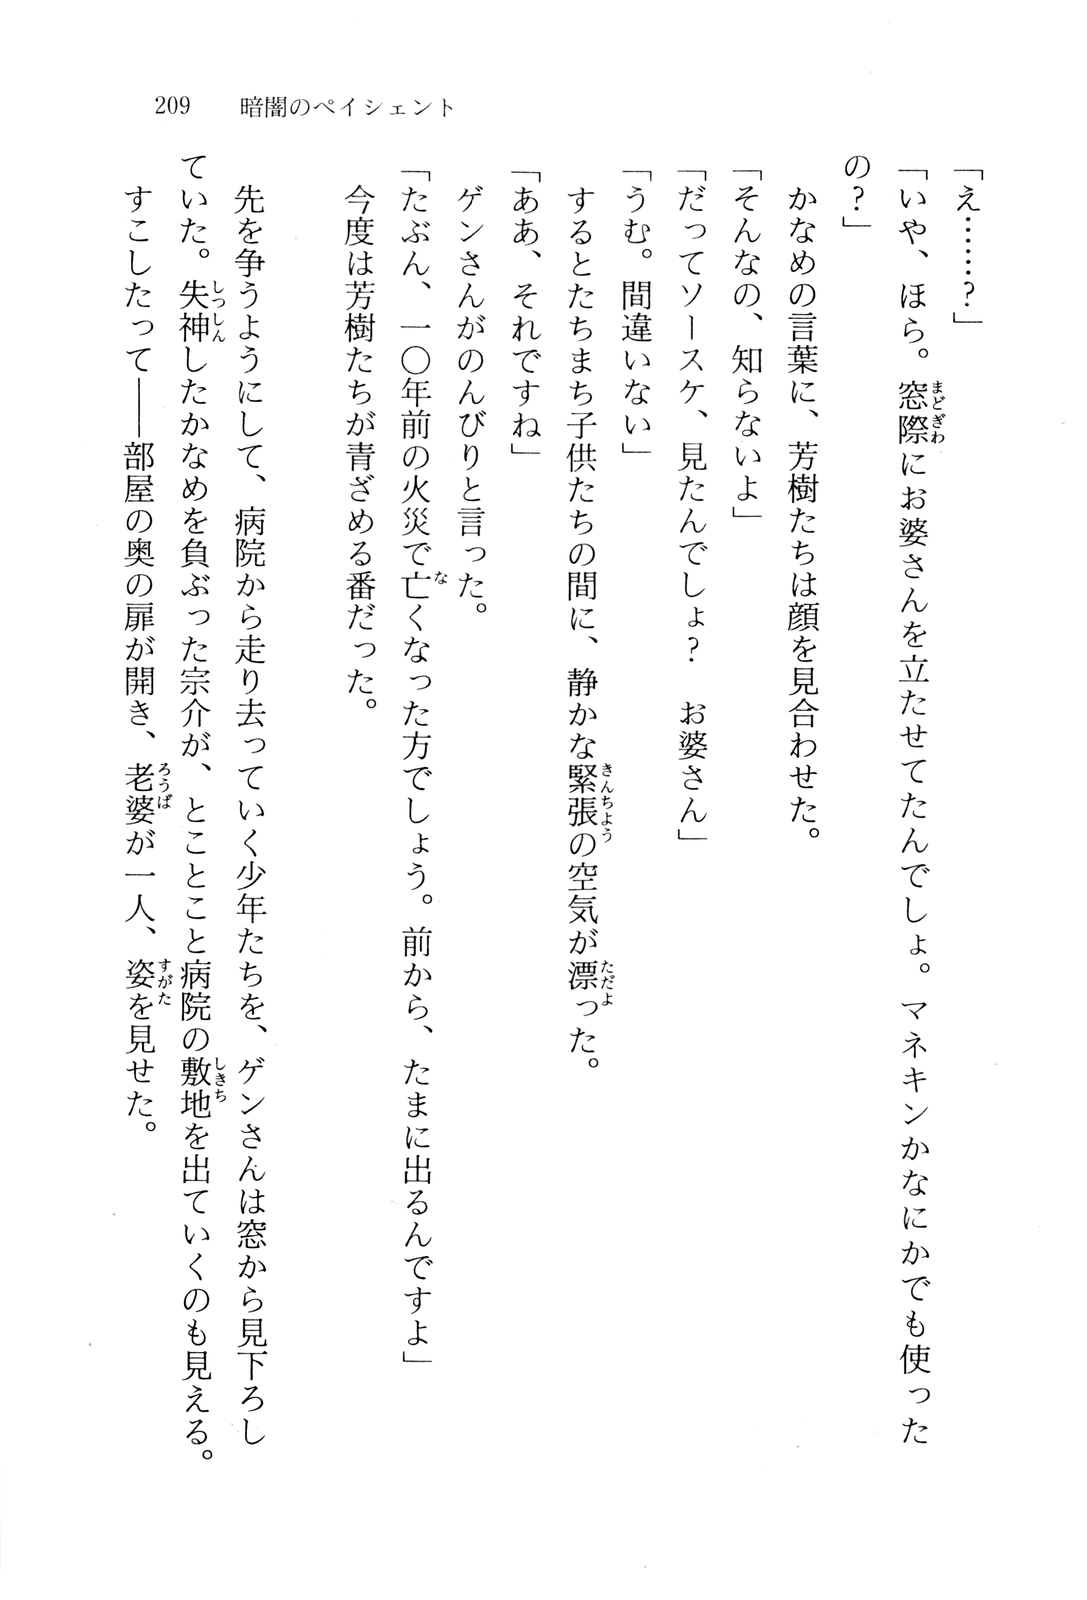 209　暗闇のペイシェント
「え……？」
「いや、ほら。窓際にお婆さんを立たせてたんでしょ。マネキンかなにかでも使った
の？」
　かなめの言葉に、芳樹たちは顔を見合わせた。
「そんなの、知らないよ」
「だってソースケ、見たんでしょ？　お婆さん」
「うむ。間違いない」
　するとたちまち子供たちの間に、静かな緊張の空気が漂った。
「ああ、それですね」
　ゲンさんがのんびりと言った。
「たぶん、一〇年前の火災で亡くなった方でしょう。前から、たまに出るんですよ」
　今度は芳樹たちが青ざめる番だった。
　先を争うようにして、病院から走り去っていく少年たちを、ゲンさんは窓から見下ろし
ていた。失神したかなめを負ぶった宗介が、とことこと病院の敷地を出ていくのも見える。
　すこしたって――部屋の奥の扉が開き、老婆が一人、姿を見せた。